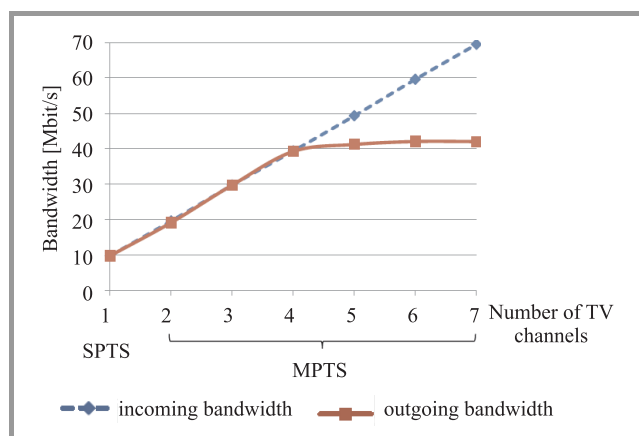 70
60
50
40
30
20
10
0
Bandwidth [Mbit/s]
1 2 3 4 5 6 7
Number of TV
channels
SPTS
MPTS
incoming bandwidth
outgoing bandwidth